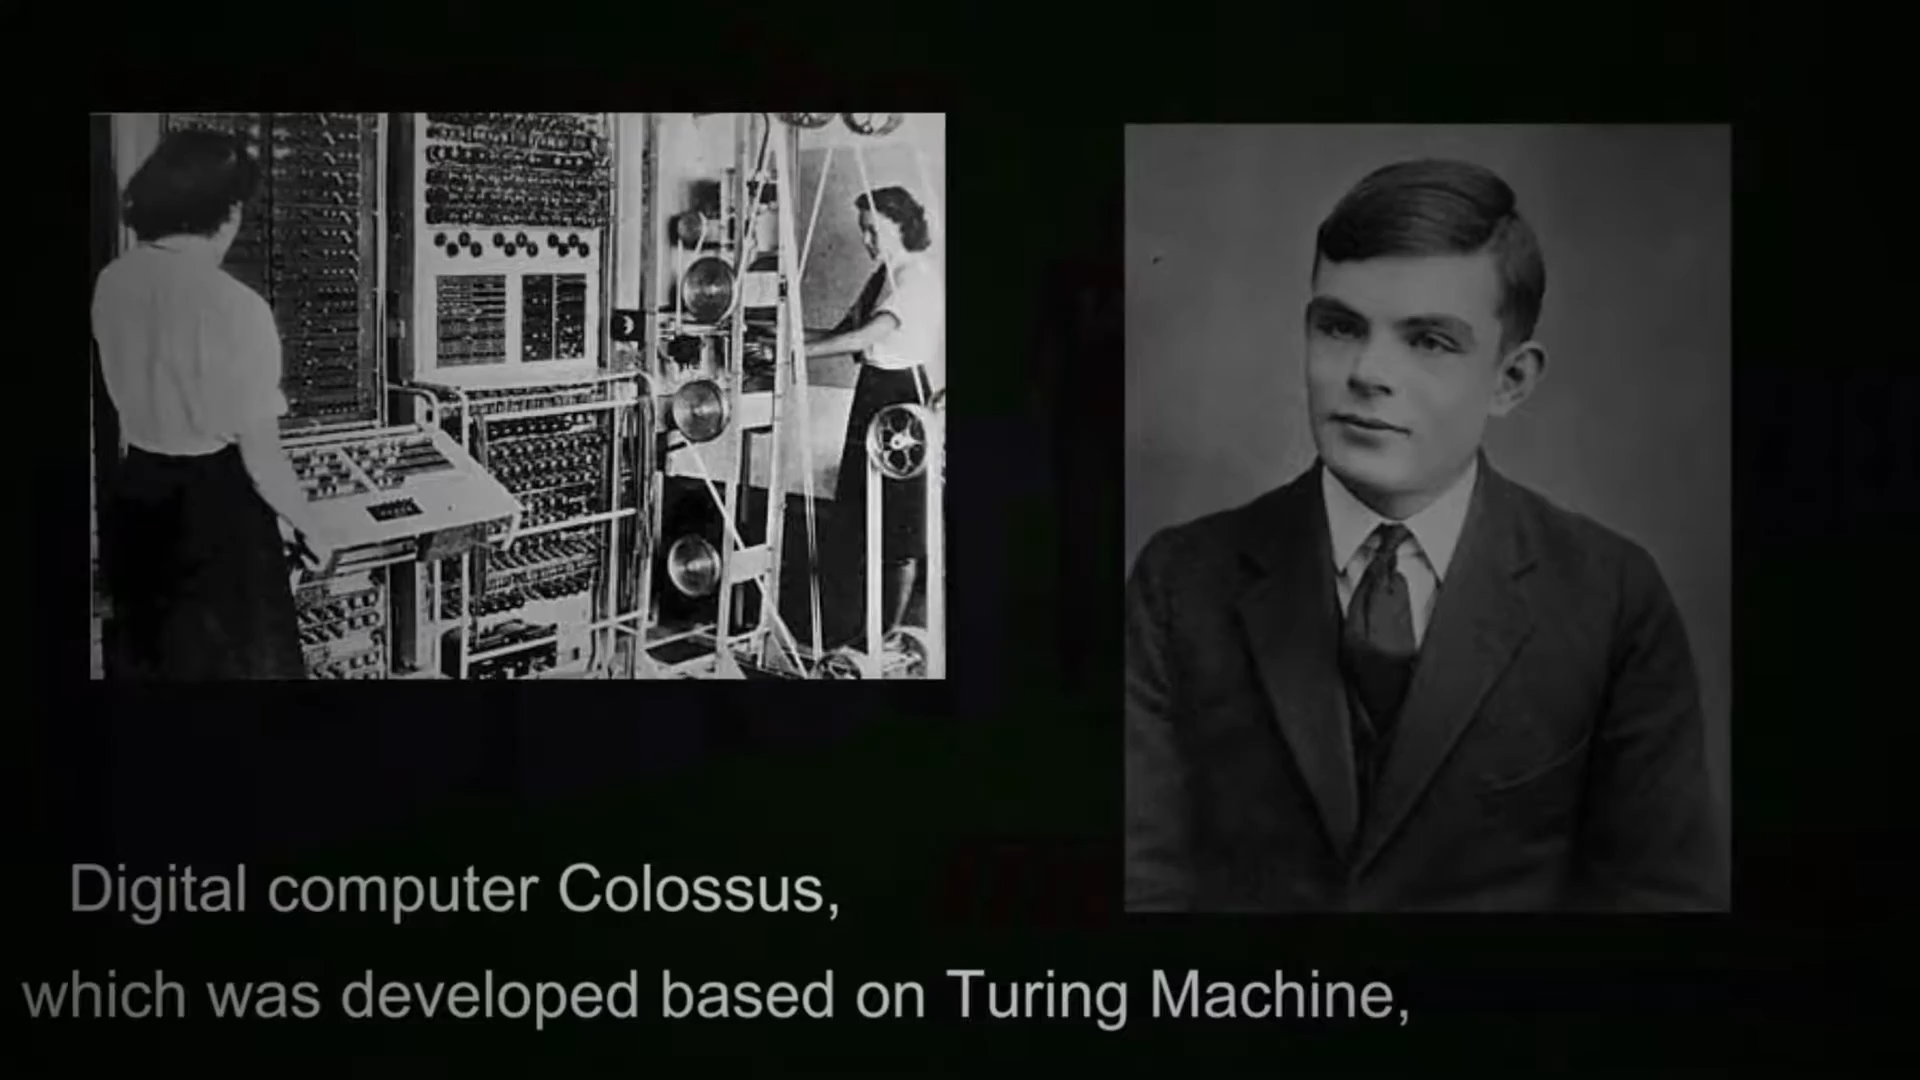 Digital computer Colossus,
which was developed based on Turing Machine,